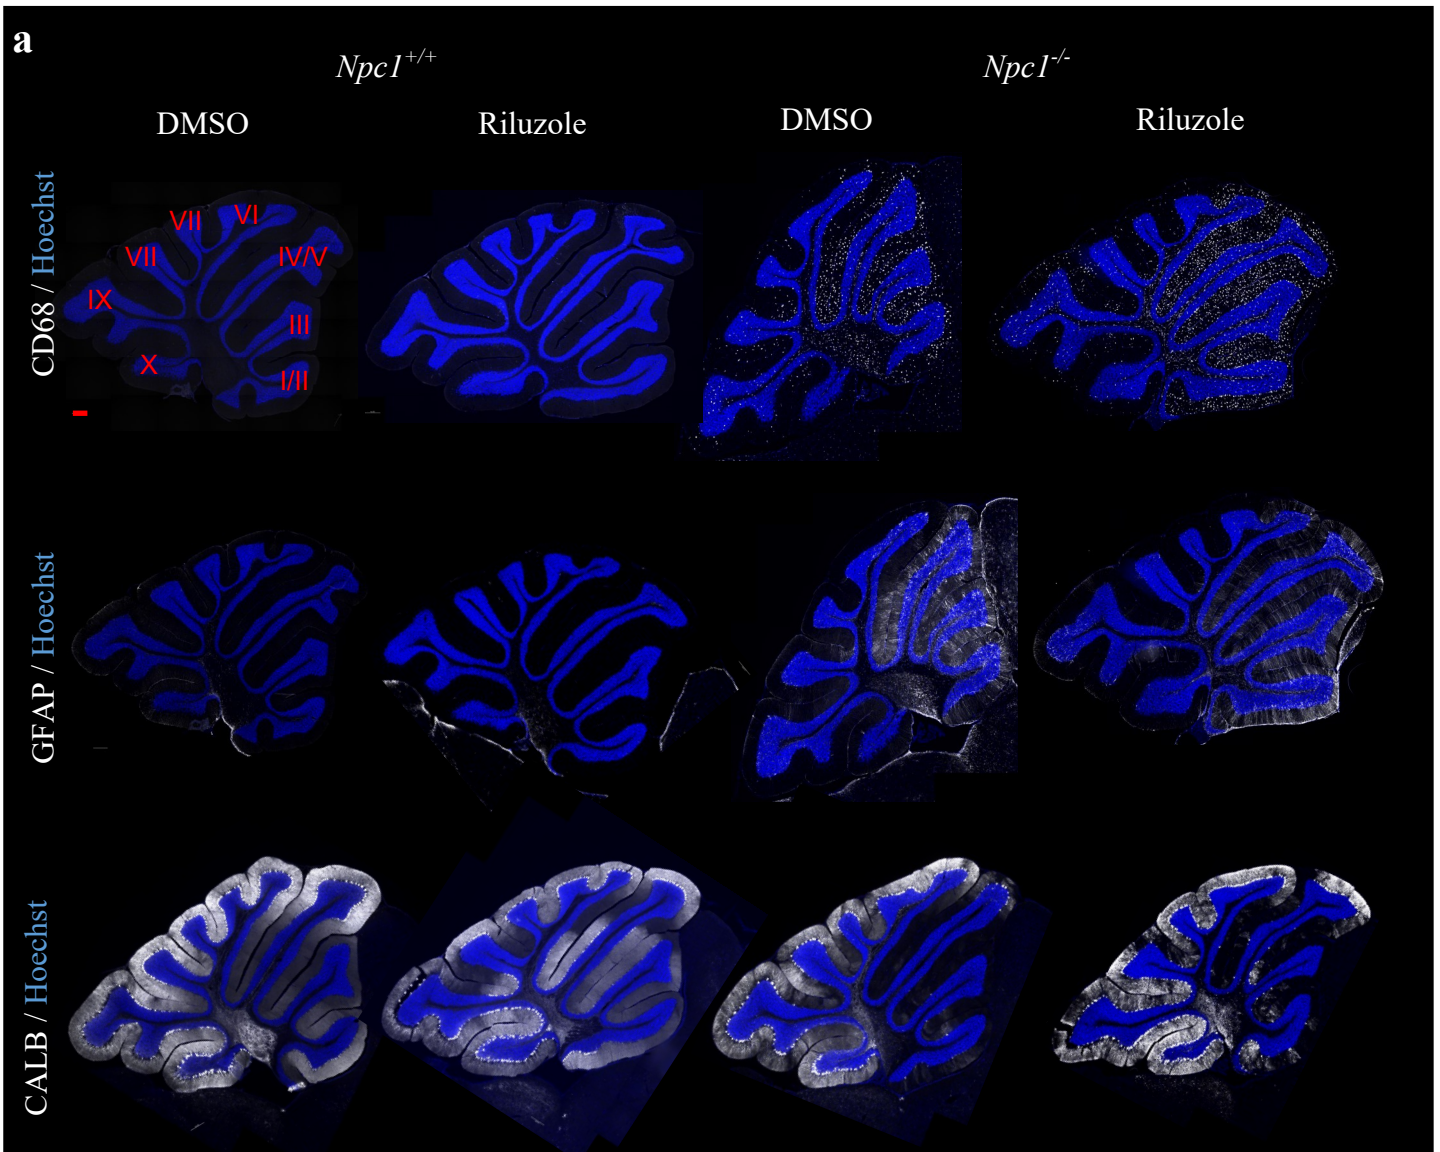 a
Npc1+/+
Npc1-/-
DMSO
Riluzole
DMSO
Riluzole
CD68 / Hoechst
VII
VI
VII
IV/V
IX
III
X
I/II
GFAP / Hoechst
CALB / Hoechst